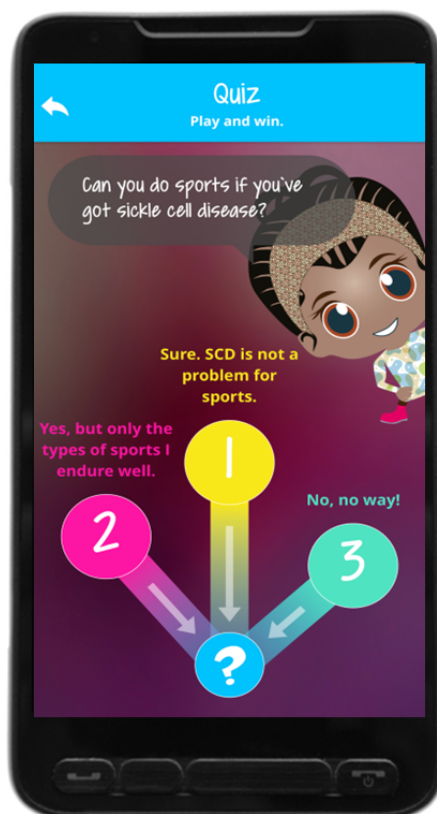 Quiz
Play and win.
Can you do sports if you`ve
got sickle cell disease?
Sure. SCD is not a
problem for
sports.
Yes, but only the
types of sports I
endure well.
1
No, no way!
2
3
?